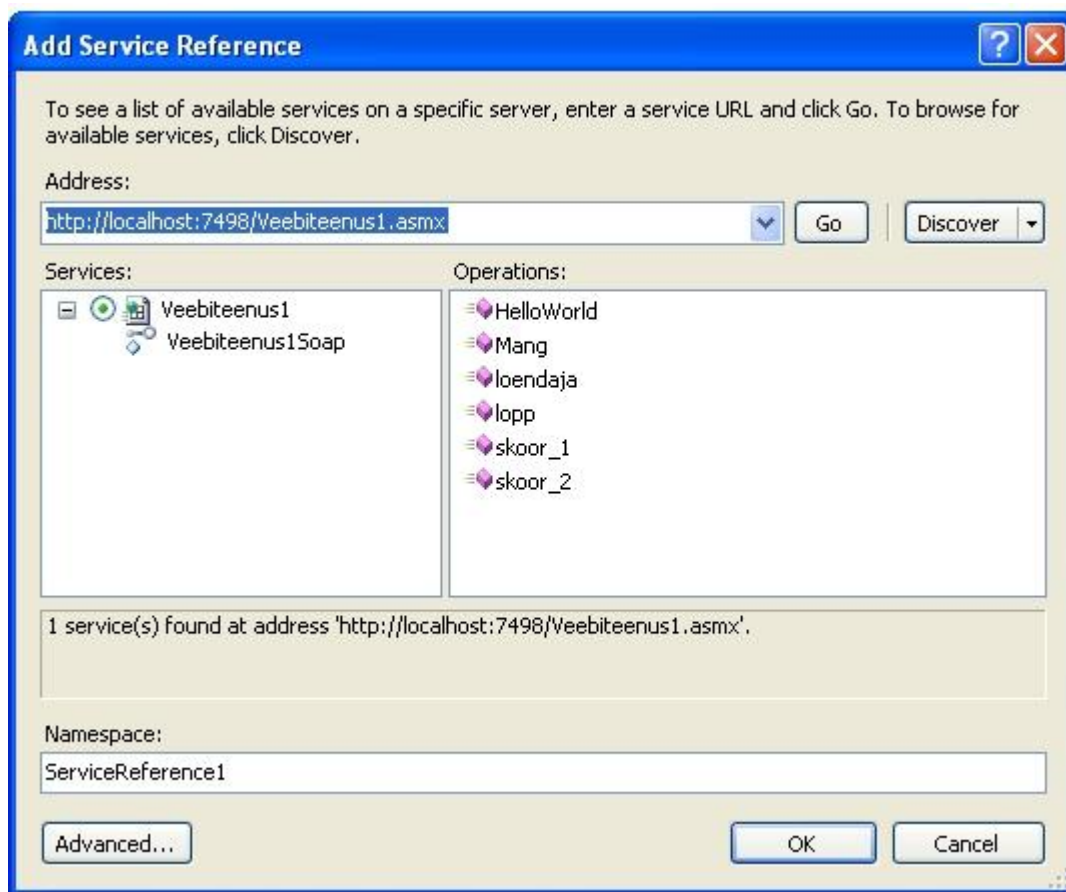 Add Service Reference
To see a list of available services on a specific server, enter a service URL and click Go. To browse for
available services, click Discover.
Address:
http://localhost:7498/Veebiteenus1.asmx
Go
Discover
Services:
Veebiteenus1
Veebiteenus1Soap
Operations:
HelloWorld
Mang
loendaja
lopp
skoor_1
skoor_2
1 service(s) found at address 'http://localhost:7498/Veebiteenus1.asmx'.
Namespace:
ServiceReference1
Advanced...
OK
Cancel